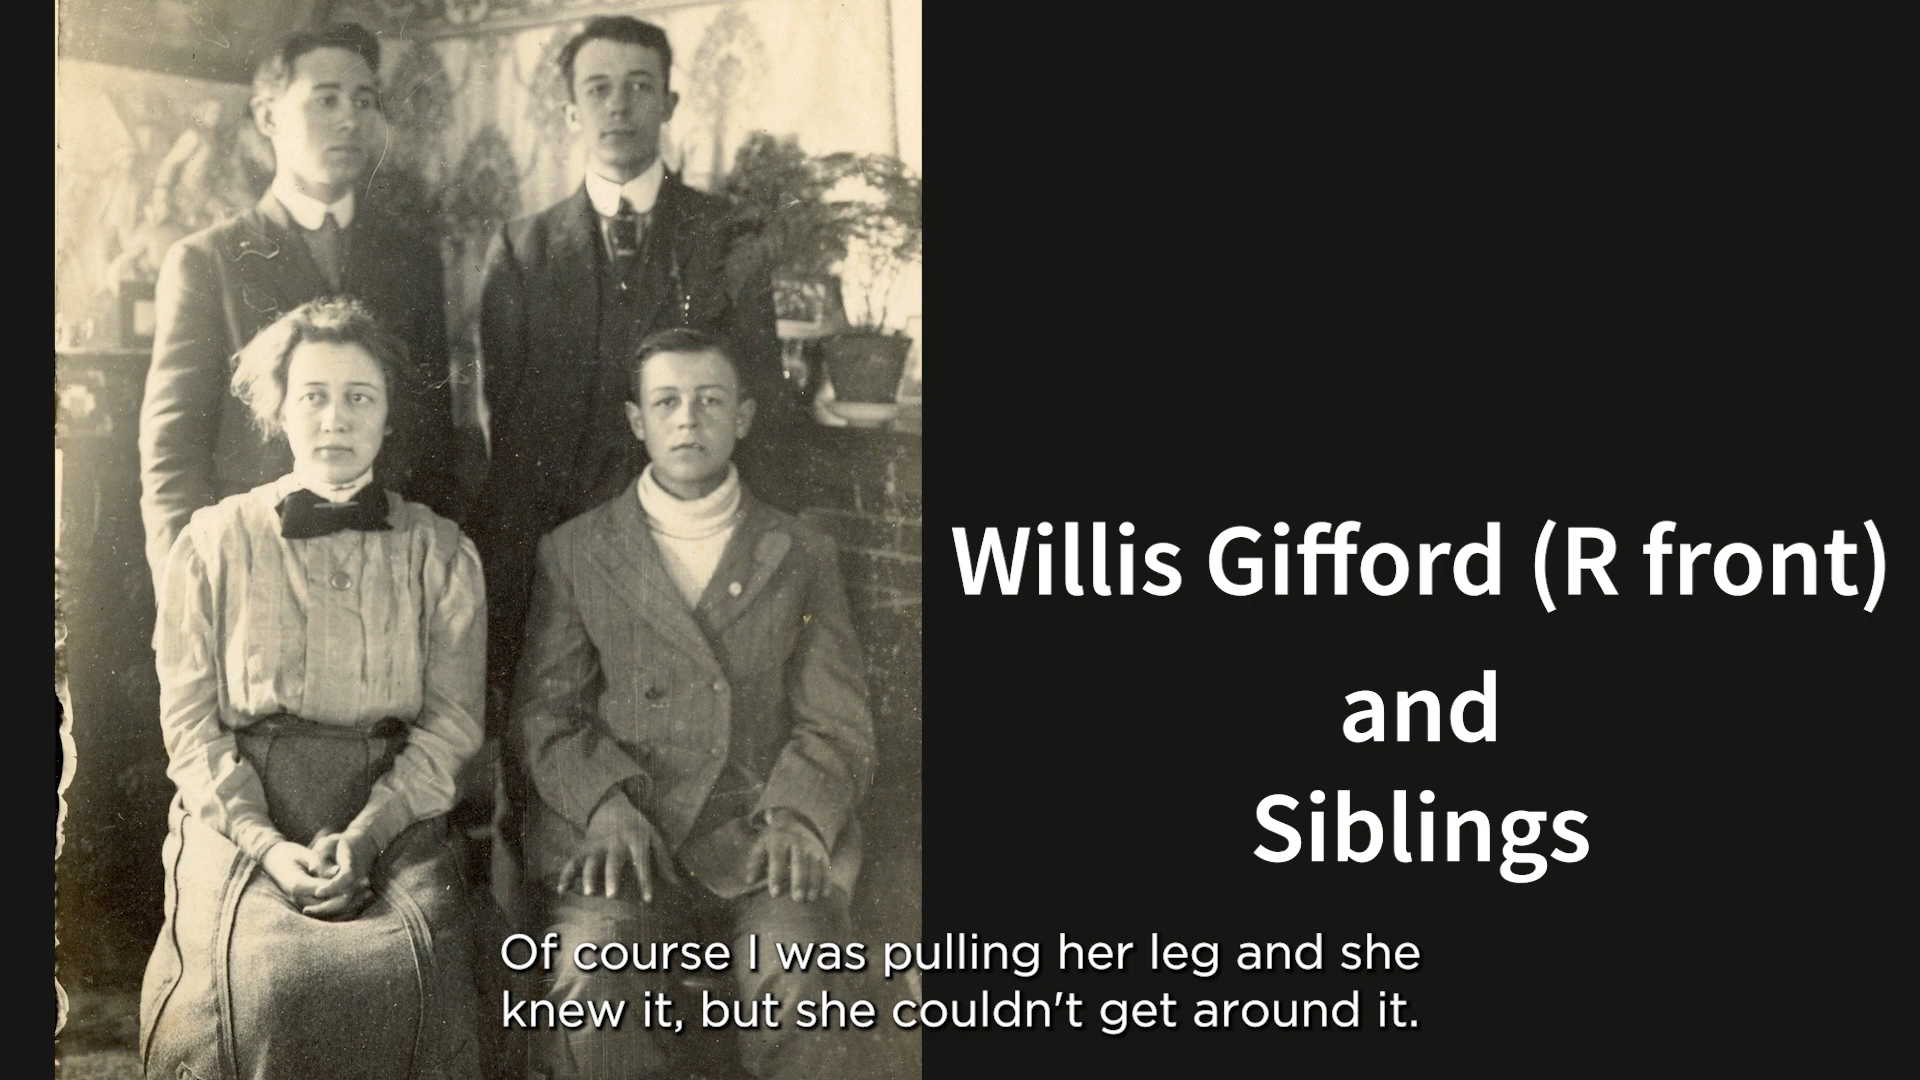 Willis Gifford (R front)
and
Siblings
Of course I was pulling her leg and she
knew it, but she couldn't get around it.